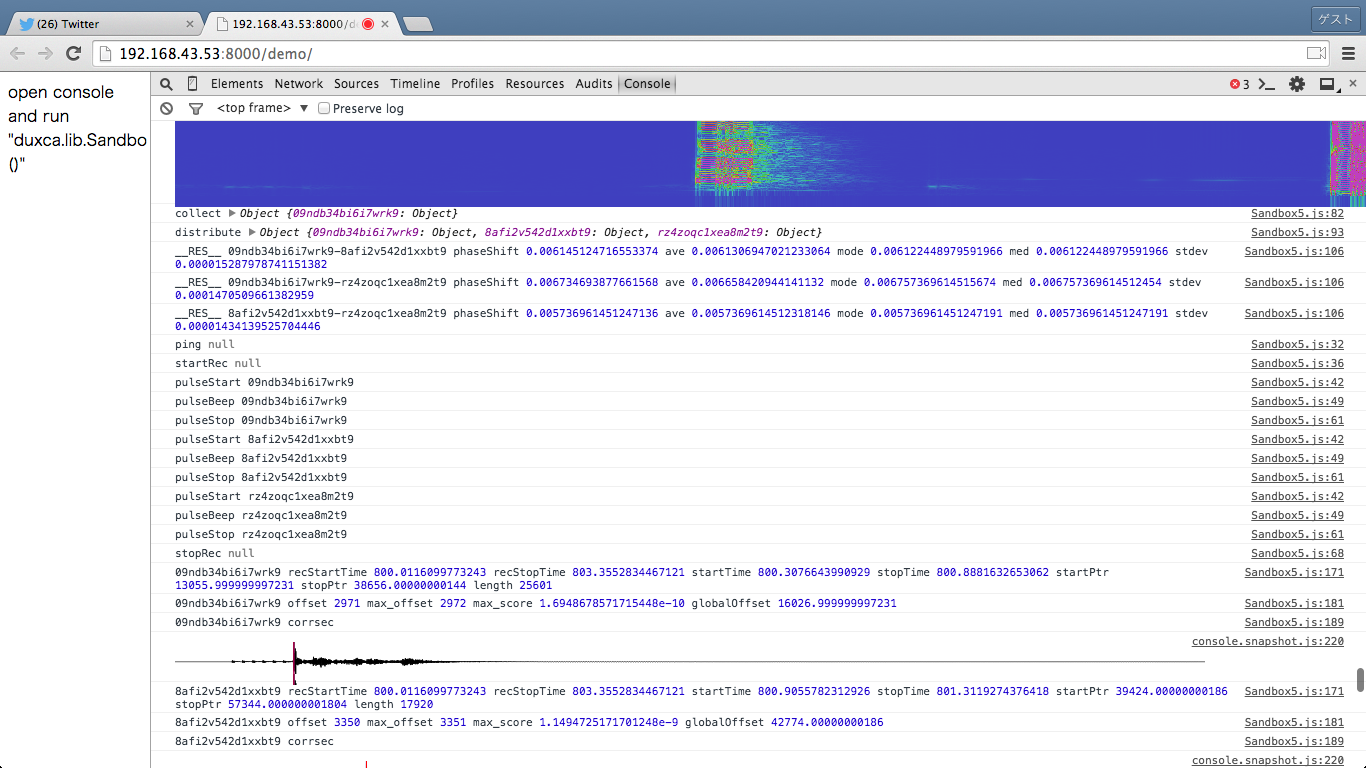 (26) Twitter
192.168.43.53:8000/de
ゲスト
192.168.43.53:8000/demo/
open console
and run
"duxca.lib.Sandbo
()"
Elements Network Sources Timeline Profiles Resources Audits Console
3
<top frame> Preserve log
collect Object {09ndb34bi6i7wrk9: Object} Sandbox5.js:82
distribute Object {09ndb34bi6i7wrk9: Object, 8afi2v542d1xxbt9: Object, rz4zoqc1xea8m2t9: Object} Sandbox5.js:93
__RES__ 09ndb34bi6i7wrk9-8afi2v542d1xxbt9 phaseShift 0.006145124716553374 ave 0.0061306947021233064 mode 0.006122448979591966 med 0.006122448979591966 stdev Sandbox5.js:106
0.000015287978741151382
__RES__ 09ndb34bi6i7wrk9-rz4zoqc1xea8m2t9 phaseShift 0.006734693877661568 ave 0.006658420944141132 mode 0.006757369614515674 med 0.006757369614512454 stdev Sandbox5.js:106
0.0001470509661382959
__RES__ 8afi2v542d1xxbt9-rz4zoqc1xea8m2t9 phaseShift 0.005736961451247136 ave 0.0057369614512318146 mode 0.005736961451247191 med 0.005736961451247191 stdev Sandbox5.js:106
0.00001434139525704446
ping null Sandbox5.js:32
startRec null Sandbox5.js:36
pulseStart 09ndb34bi6i7wrk9 Sandbox5.js:42
pulseBeep 09ndb34bi6i7wrk9 Sandbox5.js:49
pulseStop 09ndb34bi6i7wrk9 Sandbox5.js:61
pulseStart 8afi2v542d1xxbt9 Sandbox5.js:42
pulseBeep 8afi2v542d1xxbt9 Sandbox5.js:49
pulseStop 8afi2v542d1xxbt9 Sandbox5.js:61
pulseStart rz4zoqc1xea8m2t9 Sandbox5.js:42
pulseBeep rz4zoqc1xea8m2t9 Sandbox5.js:49
pulseStop rz4zoqc1xea8m2t9 Sandbox5.js:61
stopRec null Sandbox5.js:68
09ndb34bi6i7wrk9 recStartTime 800.0116099773243 recStopTime 803.3552834467121 startTime 800.3076643990929 stopTime 800.8881632653062 startPtr Sandbox5.js:171
13055.999999997231 stopPtr 38656.00000000144 length 25601
09ndb34bi6i7wrk9 offset 2971 max_offset 2972 max_score 1.6948678571715448e-10 globalOffset 16026.999999997231 Sandbox5.js:181
09ndb34bi6i7wrk9 corrsec Sandbox5.js:189
console.snapshot.js:220
8afi2v542d1xxbt9 recStartTime 800.0116099773243 recStopTime 803.3552834467121 startTime 800.9055782312926 stopTime 801.3119274376418 startPtr 39424.00000000186 Sandbox5.js:171
stopPtr 57344.000000001804 length 17920
8afi2v542d1xxbt9 offset 3350 max_offset 3351 max_score 1.1494725171701248e-9 globalOffset 42774.00000000186 Sandbox5.js:181
8afi2v542d1xxbt9 corrsec Sandbox5.js:189
console.snapshot.js:220